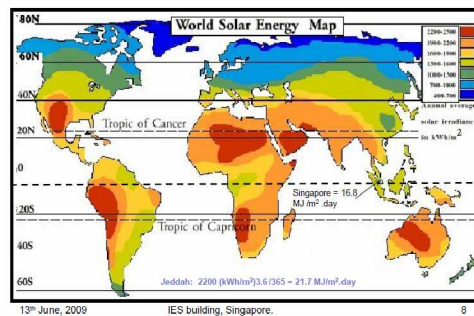 80N
World Solar Energy Map
2200-2500
1900-2200
1600-1900
1300-1600
1000-1300
700-1000
400-700
60N
40N
Annual average
solar irradiance
in kWh/m2
Tropic of Cancer
20N
0
Singapore = 16.8
MJ /m2 .day
20S
Tropic of Capricorn
40S
60S
Jeddah: 2200 (kWh/m2)3.6/365 = 21.7 MJ/m2.day
13th June, 2009
IES building, Singapore.
8